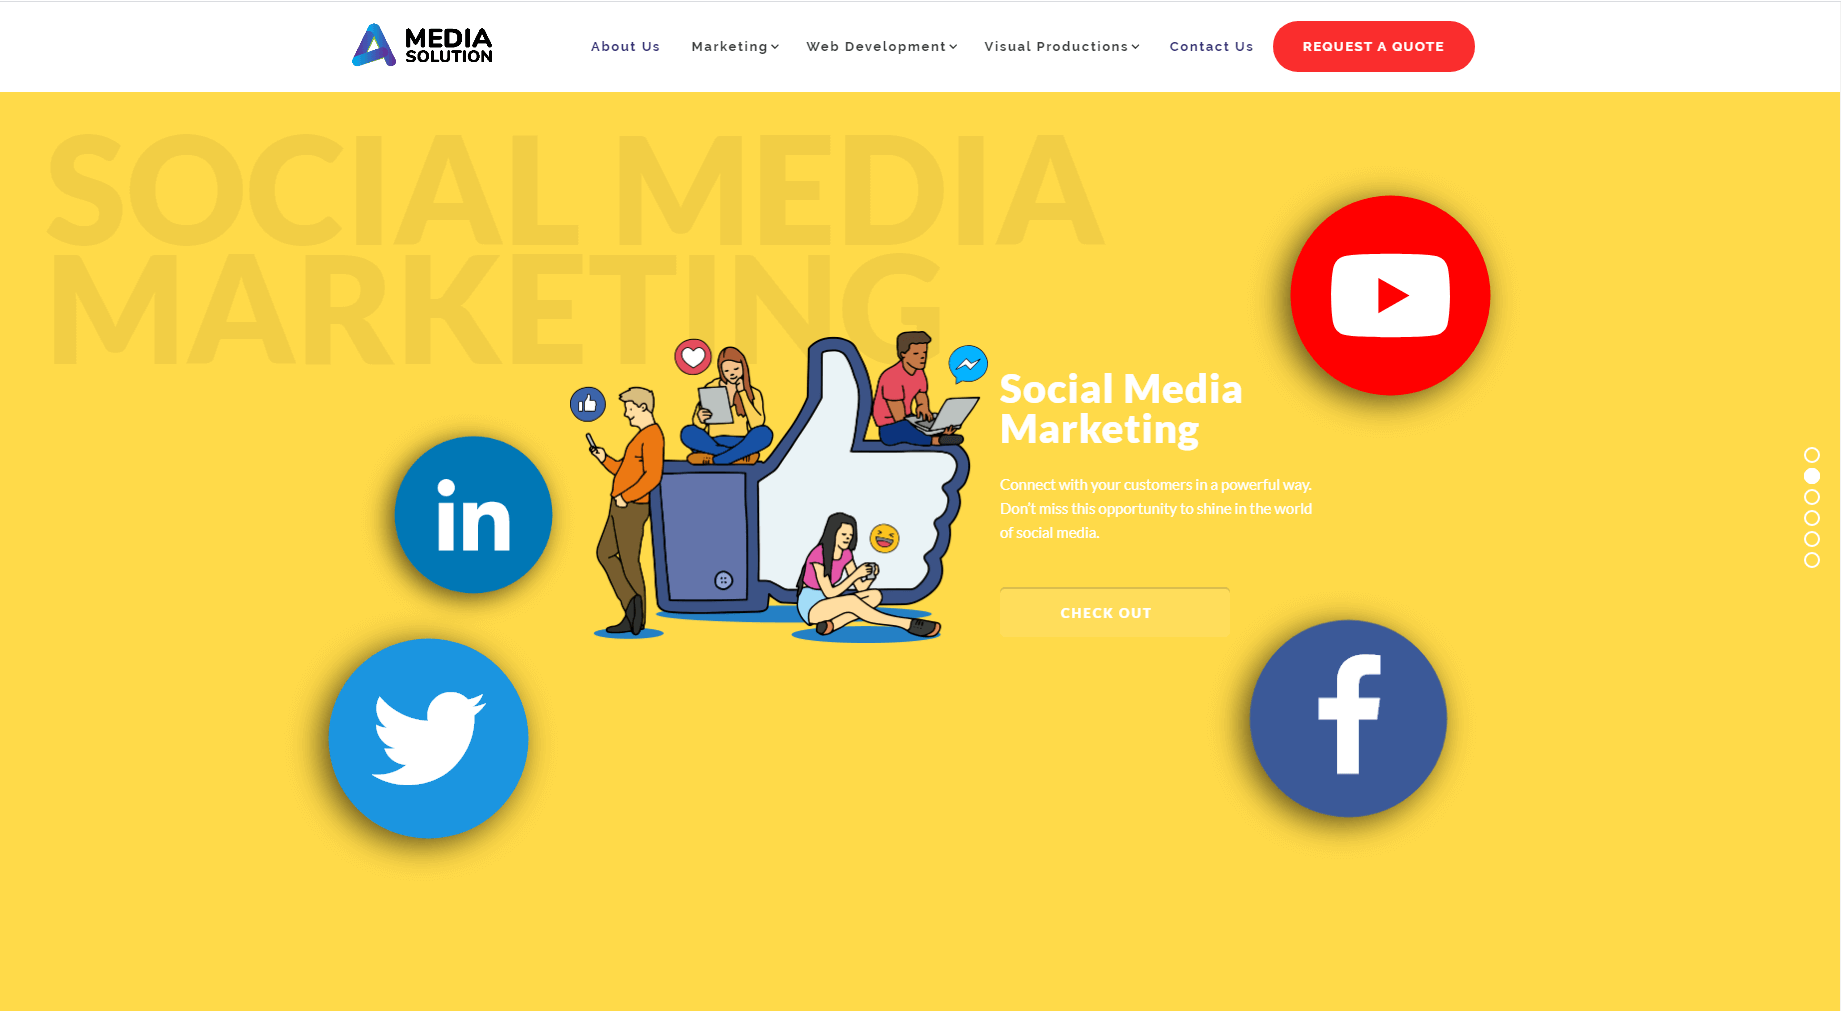 MEDIA
SOLUTION
About Us Marketing Web Development Visual Productions Contact Us REQUEST A QUOTE
SOCIAL MEDIA
MARKETING
Social Media
Marketing
Connect with your customers in a powerful way.
Don't miss this opportunity to shine in the world
of social media.
CHECK OUT
in
f